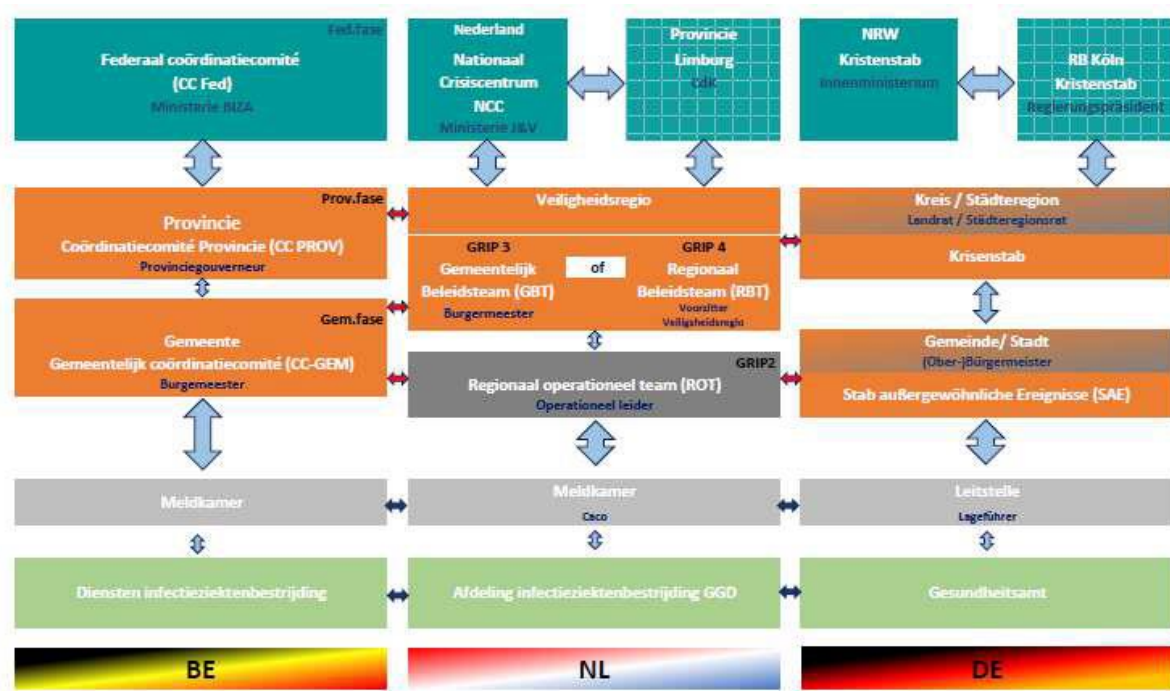 Fed.fase
Federaal coördinatiecomité
(CC Fed)
Ministerie BIZA
Nederland
Nationaal
Crisiscentrum
NCC
Ministerie J&V
Provincie
Limburg
CdK
NRW
Kristenstab
Innenministerium
RB Köln
Kristenstab
Regierungspräsident
Prov.fase
Provincie
Coördinatiecomité Provincie (CC PROV)
Provinciegouverneur
Veiligheidsregio
GRIP 3
Gemeentelijk
Beleidsteam (GBT)
Burgermeester
of
GRIP 4
Regionaal
Beleidsteam (RBT)
Voorzitter
Veiligheidsregio
Kreis / Städteregion
Landrat / Städteregionsrat
Krisenstab
Gem.fase
Gemeente
Gemeentelijk coördinatiecomité (CC-GEM)
Burgemeester
GRIP2
Regionaal operationeel team (ROT)
Operationeel leider
Gemeinde/ Stadt
(Ober-)Bürgermeister
Stab außergewöhnliche Ereignisse (SAE)
Meldkamer
Meldkamer
Caco
Leitstelle
Lageführer
Diensten infectieziektenbestrijding
Afdeling infectieziektenbestrijding GGD
Gesundheitsamt
BE
NL
DE